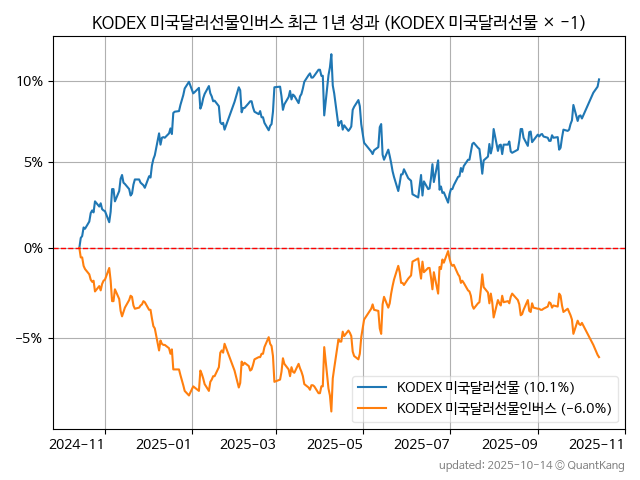 KODEX 미국달러선물인버스 최근 1년 성과 (KODEX 미국달러선물 × −1)
10%
5%
0%
−5%
KODEX 미국달러선물 (10.1%)
KODEX 미국달러선물인버스 (−6.0%)
2024-11 2025-01 2025-03 2025-05 2025-07 2025-09 2025-11
updated: 2025-10-14 © QuantKang